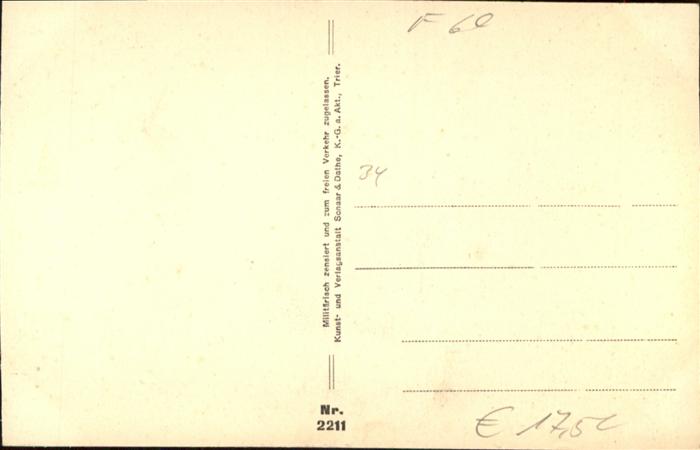 F 60
34
Militärisch zensiert und zum freien Verkehr zugelassen.
Kunst- und Verlagsanstalt Schaar & Dathe, K.-G. a. Akt., Trier.
Nr.
2211
€ 17,50